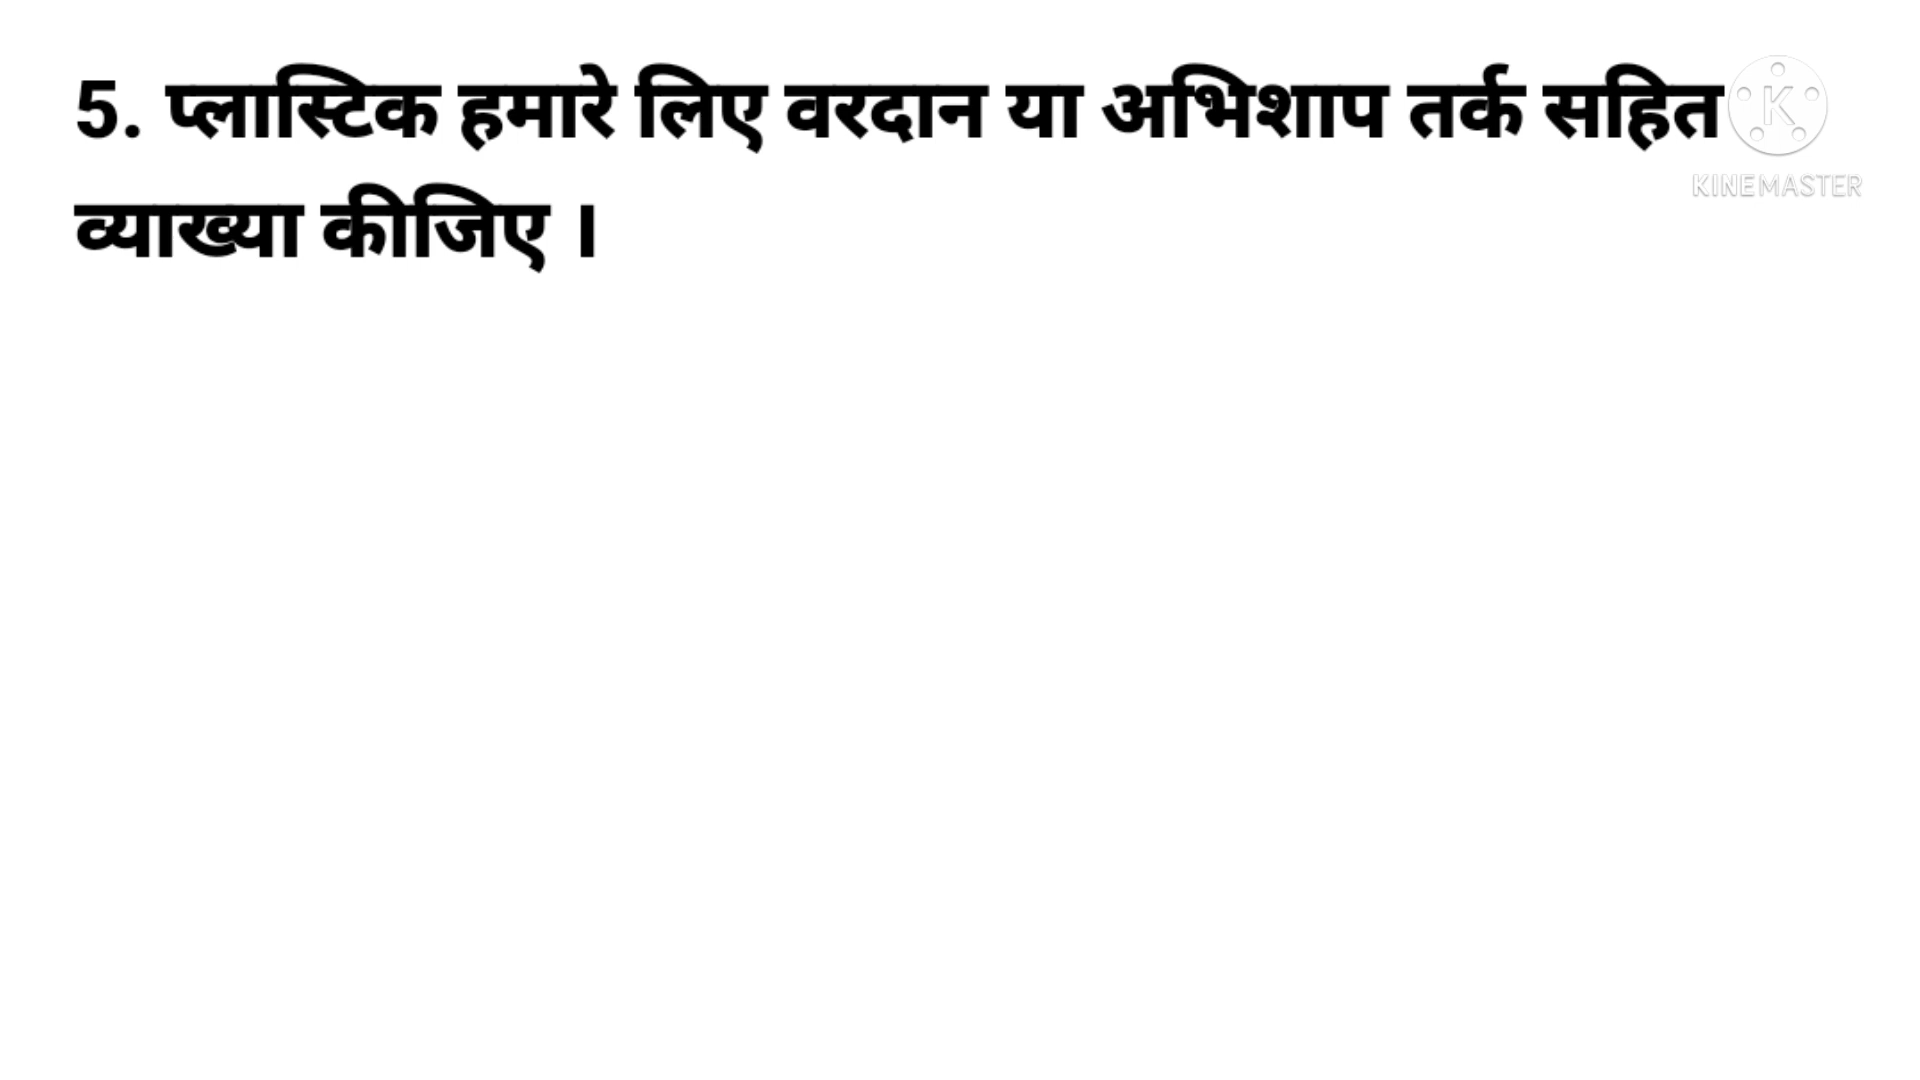 5. प्लास्टिक हमारे लिए वरदान या अभिशाप तर्क सहित
व्याख्या कीजिए ।
K
KINEMASTER